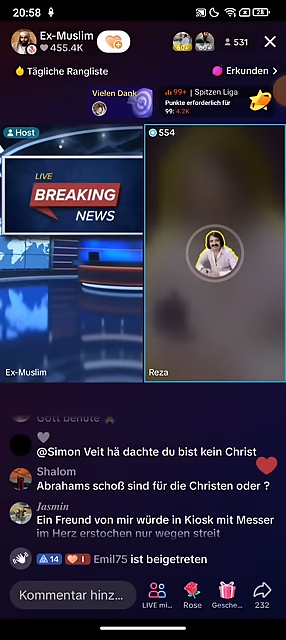 20:58
28
Ex-Muslim
455.4K
531
Tägliche Rangliste
Erkunden >
Vielen Dank
99+ | Spitzen Liga
Punkte erforderlich für
99: 4.2K
Host
554
LIVE
BREAKING
NEWS
Ex-Muslim
Reza
Gott behüte
@Simon Veit hä dachte du bist kein Christ
Shalom
Abrahams schoß sind für die Christen oder ?
Jasmin
Ein Freund von mir würde in Kiosk mit Messer
im Herz erstochen nur wegen streit
14 I Emil75 ist beigetreten
Kommentar hinz...
LIVE mi...
Rose
Gesche...
232